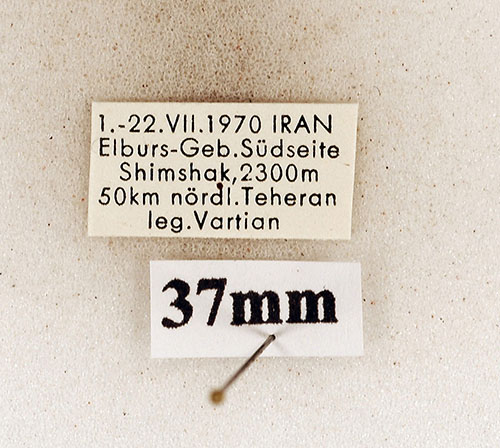 1.-22.VII.1970 IRAN
Elburs-Geb.Südseite
Shimshak,2300m
50km nördl.Teheran
leg.Vartian
37mm